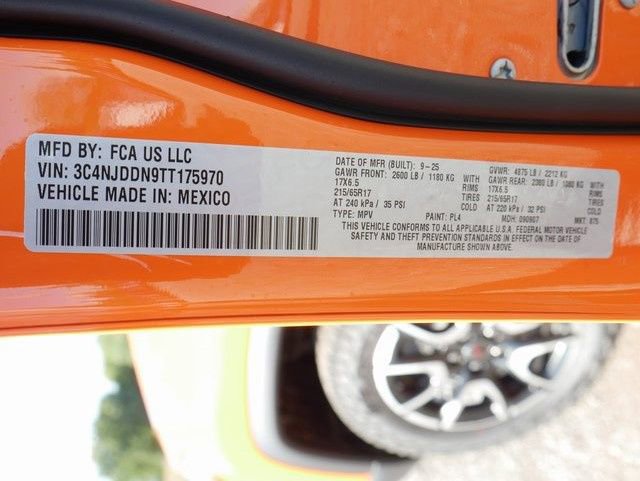 MFD BY: FCA US LLC
VIN: 3C4NJDDN9TT175970
VEHICLE MADE IN: MEXICO
DATE OF MFR (BUILT): 9-25 GVWR: 4875 LB / 2212 KG
GAWR FRONT: 2600 LB / 1180 KG WITH GAWR REAR: 2380 LB / 1080 KG WITH
17X6.5 RIMS 17X6.5 RIMS
215/65R17 TIRES 215/65R17 TIRES
AT 240 kPa / 35 PSI COLD AT 220 kPa / 32 PSI COLD
TYPE: MPV PAINT: PL4 MDH: 090907 MKT 875
THIS VEHICLE CONFORMS TO ALL APPLICABLE U.S.A. FEDERAL MOTOR VEHICLE
SAFETY AND THEFT PREVENTION STANDARDS IN EFFECT ON THE DATE OF
MANUFACTURE SHOWN ABOVE.